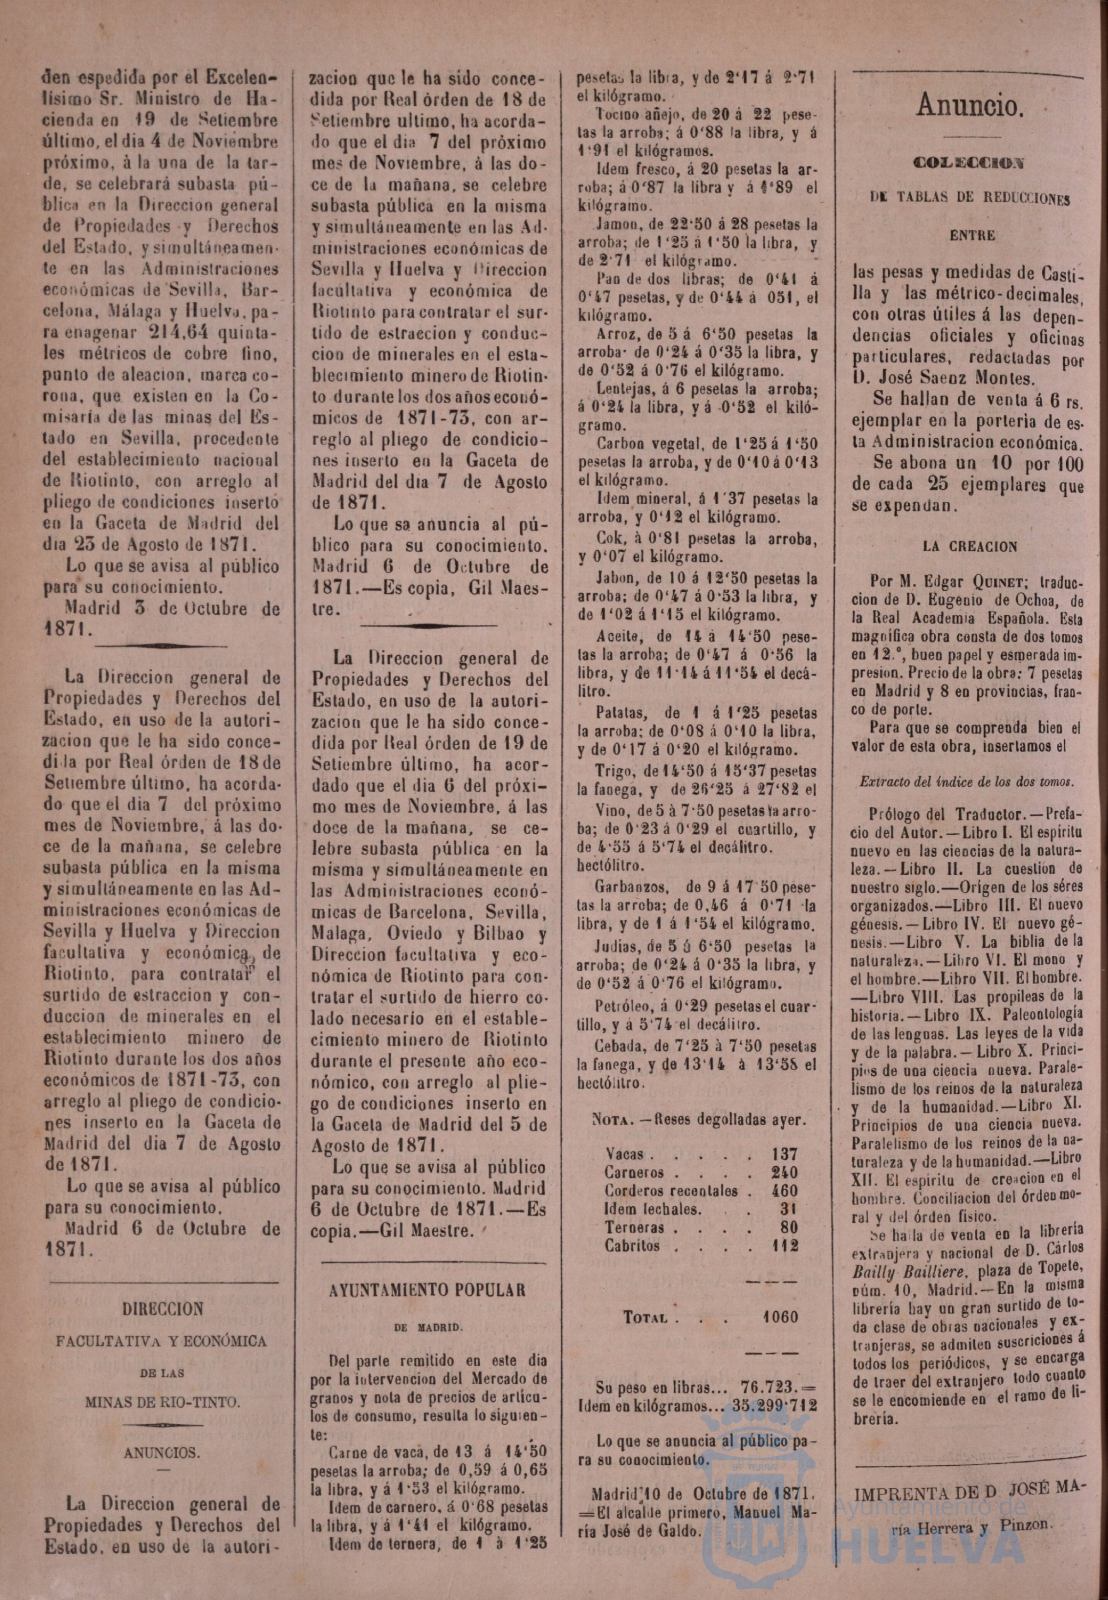 den espedida por el Excelen-
lísimo Sr. Ministro de Ha-
cienda en 19 de Setiembre
último, el dia 4 de Noviembre
próximo, à la una de la tar-
de, se celebrará subasta pú-
blica en la Direccion general
de Propiedades y Derechos
del Estado, y simultáneamen-
te en las Administraciones
económicas de Sevilla, Bar-
celona, Málaga y Huelva, pa-
ra enagenar 214,64 quinta-
les métricos de cobre fino,
punto de aleacion, marca co-
rona, que existen en la Co-
misaría de las minas del Es-
tado en Sevilla, procedente
del establecimiento nacional
de Riotinto, con arreglo al
pliego de condiciones inserto
en la Gaceta de Madrid del
dia 23 de Agosto de 1871.
Lo que se avisa al público
para su conocimiento.
Madrid 3 de Octubre de
1871.
La Direccion general de
Propiedades y Derechos del
Estado, en uso de la autori-
zacion que le ha sido conce-
dida por Real órden de 18 de
Setiembre último, ha acorda-
do que el dia 7 del próximo
mes de Noviembre, á las do-
ce de la mañana, se celebre
subasta pública en la misma
y simultáneamente en las Ad-
ministraciones económicas de
Sevilla y Huelva y Direccion
facultativa y económica de
Riotinto, para contratar el
surtido de estraccion y con-
duccion de minerales en el
establecimiento minero de
Riotinto durante los dos años
económicos de 1871-73, con
arreglo al pliego de condicio-
nes inserto en la Gaceta de
Madrid del dia 7 de Agosto
de 1871.
Lo que se avisa al público
para su conocimiento.
Madrid 6 de Octubre de
1871.
DIRECCION
FACULTATIVA Y ECONÓMICA
DE LAS
MINAS DE RIO-TINTO.
ANUNCIOS.
La Direccion general de
Propiedades y Derechos del
Estado, en uso de la autori-
zacion que le ha sido conce-
dida por Real órden de 18 de
Setiembre ultimo, ha acorda-
do que el dia 7 del próximo
mes de Noviembre, á las do-
ce de la mañana, se celebre
subasta pública en la misma
y simultáneamente en las Ad-
ministraciones económicas de
Sevilla y Huelva y Direccion
facultativa y económica de
Riotinto para contratar el sur-
tido de estraccion y conduc-
cion de minerales en el esta-
blecimiento minero de Riotin-
to durante los dos años econó-
micos de 1871-73, con ar-
reglo al pliego de condicio-
nes inserto en la Gaceta de
Madrid del dia 7 de Agosto
de 1871.
Lo que sa anuncia al pú-
blico para su conocimiento.
Madrid 6 de Octubre de
1871.—Es copia, Gil Maes-
tre.
La Direccion general de
Propiedades y Derechos del
Estado, en uso de la autori-
zacion que le ha sido conce-
dida por Real órden de 19 de
Setiembre último, ha acor-
dado que el dia 6 del próxi-
mo mes de Noviembre, á las
doce de la mañana, se ce-
lebre subasta pública en la
misma y simultáneamente en
las Administraciones econó-
micas de Barcelona, Sevilla,
Málaga, Oviedo y Bilbao y
Direccion facultativa y eco-
nómica de Riotinto para con-
tratar el surtido de hierro co-
lado necesario en el estable-
cimiento minero de Riotinto
durante el presente año eco-
nómico, con arreglo al plie-
go de condiciones inserto en
la Gaceta de Madrid del 5 de
Agosto de 1871.
Lo que se avisa al público
para su conocimiento. Madrid
6 de Octubre de 1871.—Es
copia.—Gil Maestre.
AYUNTAMIENTO POPULAR
DE MADRID.
Del parte remitido en este dia
por la intervencion del Mercado de
granos y nota de precios de artícu-
los de consumo, resulta lo siguien-
te:
Carne de vaca, de 13 á 14'50
pesetas la arroba; de 0,59 á 0,65
la libra, y á 1'53 el kilógramo.
Idem de carnero, á 0'68 pesetas
la libra, y á 1'41 el kilógramo.
Idem de ternera, de 1 à 1'25
pesetas la libra, y de 2'17 á 2'71
el kilógramo.
Tocino añejo, de 20 á 22 pese-
tas la arroba; á 0'88 la libra, y á
1'91 el kilógramos.
Idem fresco, á 20 pesetas la ar-
roba; á 0'87 la libra y á 1'89 el
kilógramo.
Jamon, de 22'50 á 28 pesetas la
arroba; de 1'25 á 1'50 la libra, y
de 2'71 el kilógramo.
Pan de dos libras; de 0'41 á
0'47 pesetas, y de 0'44 á 051, el
kilógramo.
Arroz, de 5 á 6'50 pesetas la
arroba; de 0'24 á 0'35 la libra, y
de 0'52 á 0'76 el kilógramo.
Lentejas, á 6 pesetas la arroba;
á 0'24 la libra, y á 0'52 el kiló-
gramo.
Carbon vegetal, de 1'25 á 1'50
pesetas la arroba, y de 0'10 á 0'13
el kilógramo.
Idem mineral, á 1'37 pesetas la
arroba, y 0'12 el kilógramo.
Cok, à 0'81 pesetas la arroba,
y 0'07 el kilógramo.
Jabon, de 10 á 12'50 pesetas la
arroba; de 0'47 á 0'53 la libra, y
de 1'02 á 1'15 el kilógramo.
Aceite, de 14 à 14'50 pese-
tas la arroba; de 0'47 á 0'56 la
libra, y de 11'14 á 11'54 el decá-
litro.
Patatas, de 1 á 1'25 pesetas
la arroba; de 0'08 á 0'10 la libra,
y de 0'17 á 0'20 el kilógramo.
Trigo, de 14'50 á 15'37 pesetas
la fanega, y de 26'25 á 27'82 el
Vino, de 5 à 7'50 pesetas la arro-
ba; de 0'23 á 0'29 el cuartillo, y
de 4'55 á 5'74 el decálitro.
hectólitro.
Garbanzos, de 9 á 17'50 pese-
tas la arroba; de 0,46 á 0'71 la
libra, y de 1 á 1'54 el kilógramo.
Judias, de 5 á 6'50 pesetas la
arroba; de 0'24 á 0'35 la libra, y
de 0'52 á 0'76 el kilógramo.
Petróleo, á 0'29 pesetas el cuar-
tillo, y á 5'74 el decálitro.
Cebada, de 7'25 à 7'50 pesetas
la fanega, y de 13'14 à 13'58 el
hectólitro.
NOTA. —Reses degolladas ayer.
Vacas . . . . . 137
Carneros . . . . 240
Corderos recentales . 460
Idem lechales. . . 31
Terneras . . . . 80
Cabritos . . . . 112
TOTAL . . . 1060
Su peso en libras... 76.723.=
Idem en kilógramos... 35.299'712
Lo que se anuncia al público pa-
ra su conocimiento.
Madrid 10 de Octubre de 1871.
=El alcalde primero, Manuel Ma-
ría José de Galdo.
Anuncio.
COLECCION
DE TABLAS DE REDUCCIONES
ENTRE
las pesas y medidas de Casti-
lla y las métrico-decimales,
con otras útiles á las depen-
dencias oficiales y oficinas
particulares, redactadas por
D. José Saenz Montes.
Se hallan de venta á 6 rs.
ejemplar en la porteria de es-
ta Administracion económica.
Se abona un 10 por 100
de cada 25 ejemplares que
se expendan.
LA CREACION
Por M. Edgar QUINET; traduc-
cion de D. Eugenio de Ochoa, de
la Real Academia Española. Esta
magnífica obra consta de dos tomos
en 12.°, buen papel y esmerada im-
presion. Precio de la obra: 7 pesetas
en Madrid y 8 en provincias, fran-
co de porte.
Para que se comprenda bien el
valor de esta obra, insertamos el
Extracto del índice de los dos tomos.
Prólogo del Traductor.—Prefa-
cio del Autor.—Libro I. El espíritu
nuevo en las ciencias de la natura-
leza.—Libro II. La cuestion de
nuestro siglo.—Orígen de los séres
organizados.—Libro III. El nuevo
génesis.—Libro IV. El nuevo gé-
nesis.—Libro V. La biblia de la
naturaleza.—Libro VI. El mono y
el hombre.—Libro VII. El hombre.
—Libro VIII. Las propileas de la
historia.—Libro IX. Paleontología
de las lenguas. Las leyes de la vida
y de la palabra.—Libro X. Princi-
pios de una ciencia nueva. Parale-
lismo de los reinos de la naturaleza
y de la humanidad.—Libro XI.
Principios de una ciencia nueva.
Paralelismo de los reinos de la na-
turaleza y de la humanidad.—Libro
XII. El espíritu de creacion en el
hombre. Conciliacion del órden mo-
ral y del órden físico.
Se halla de venta en la librería
extranjera y nacional de D. Cárlos
Bailly Bailliere, plaza de Topete,
núm. 10, Madrid.—En la misma
librería hay un gran surtido de to-
da clase de obras nacionales y ex-
tranjeras, se admiten suscriciones á
todos los periódicos, y se encarga
de traer del extranjero todo cuanto
se le encomiende en el ramo de li-
brería.
IMPRENTA DE D JOSÉ MA-
ría Herrera y Pinzon.
Ayuntamiento de
HUELVA